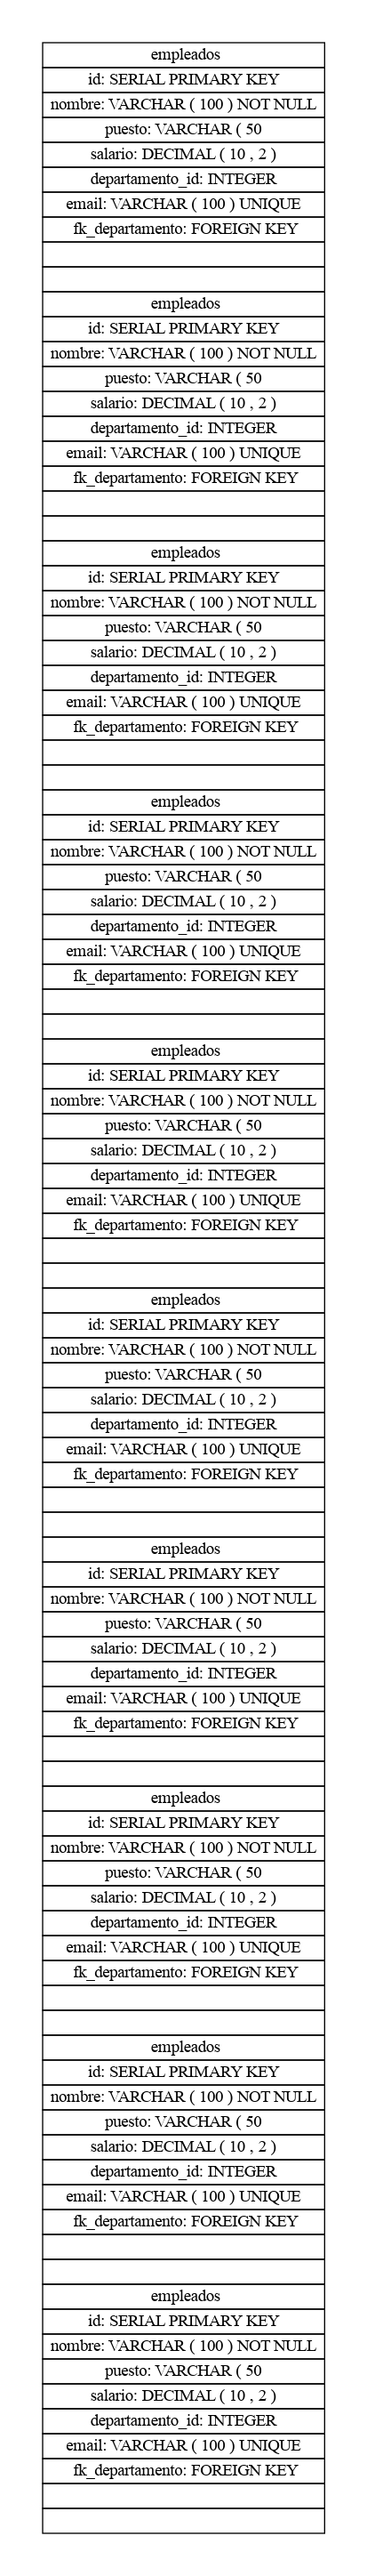 empleados
id: SERIAL PRIMARY KEY
nombre: VARCHAR ( 100 ) NOT NULL
puesto: VARCHAR ( 50
salario: DECIMAL ( 10 , 2 )
departamento_id: INTEGER
email: VARCHAR ( 100 ) UNIQUE
fk_departamento: FOREIGN KEY
empleados
id: SERIAL PRIMARY KEY
nombre: VARCHAR ( 100 ) NOT NULL
puesto: VARCHAR ( 50
salario: DECIMAL ( 10 , 2 )
departamento_id: INTEGER
email: VARCHAR ( 100 ) UNIQUE
fk_departamento: FOREIGN KEY
empleados
id: SERIAL PRIMARY KEY
nombre: VARCHAR ( 100 ) NOT NULL
puesto: VARCHAR ( 50
salario: DECIMAL ( 10 , 2 )
departamento_id: INTEGER
email: VARCHAR ( 100 ) UNIQUE
fk_departamento: FOREIGN KEY
empleados
id: SERIAL PRIMARY KEY
nombre: VARCHAR ( 100 ) NOT NULL
puesto: VARCHAR ( 50
salario: DECIMAL ( 10 , 2 )
departamento_id: INTEGER
email: VARCHAR ( 100 ) UNIQUE
fk_departamento: FOREIGN KEY
empleados
id: SERIAL PRIMARY KEY
nombre: VARCHAR ( 100 ) NOT NULL
puesto: VARCHAR ( 50
salario: DECIMAL ( 10 , 2 )
departamento_id: INTEGER
email: VARCHAR ( 100 ) UNIQUE
fk_departamento: FOREIGN KEY
empleados
id: SERIAL PRIMARY KEY
nombre: VARCHAR ( 100 ) NOT NULL
puesto: VARCHAR ( 50
salario: DECIMAL ( 10 , 2 )
departamento_id: INTEGER
email: VARCHAR ( 100 ) UNIQUE
fk_departamento: FOREIGN KEY
empleados
id: SERIAL PRIMARY KEY
nombre: VARCHAR ( 100 ) NOT NULL
puesto: VARCHAR ( 50
salario: DECIMAL ( 10 , 2 )
departamento_id: INTEGER
email: VARCHAR ( 100 ) UNIQUE
fk_departamento: FOREIGN KEY
empleados
id: SERIAL PRIMARY KEY
nombre: VARCHAR ( 100 ) NOT NULL
puesto: VARCHAR ( 50
salario: DECIMAL ( 10 , 2 )
departamento_id: INTEGER
email: VARCHAR ( 100 ) UNIQUE
fk_departamento: FOREIGN KEY
empleados
id: SERIAL PRIMARY KEY
nombre: VARCHAR ( 100 ) NOT NULL
puesto: VARCHAR ( 50
salario: DECIMAL ( 10 , 2 )
departamento_id: INTEGER
email: VARCHAR ( 100 ) UNIQUE
fk_departamento: FOREIGN KEY
empleados
id: SERIAL PRIMARY KEY
nombre: VARCHAR ( 100 ) NOT NULL
puesto: VARCHAR ( 50
salario: DECIMAL ( 10 , 2 )
departamento_id: INTEGER
email: VARCHAR ( 100 ) UNIQUE
fk_departamento: FOREIGN KEY